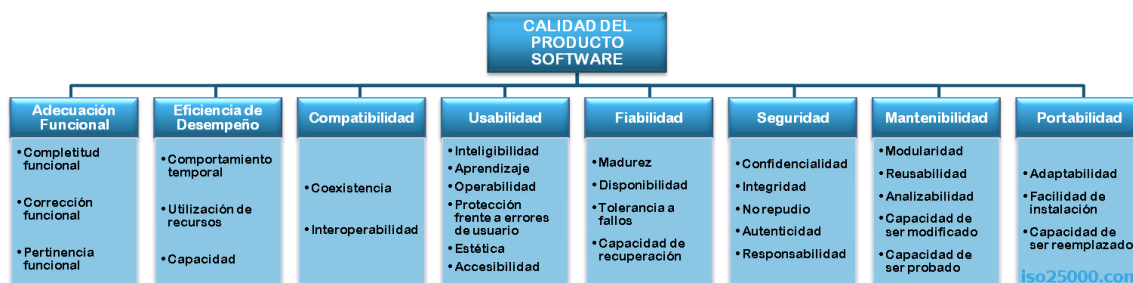 CALIDAD DEL
PRODUCTO
SOFTWARE
Adecuación
Funcional
• Completitud
funcional
• Corrección
funcional
• Pertinencia
funcional
Eficiencia de
Desempeño
• Comportamiento
temporal
• Utilización de
recursos
• Capacidad
Compatibilidad
• Coexistencia
• Interoperabilidad
Usabilidad
• Inteligibilidad
• Aprendizaje
• Operabilidad
• Protección
frente a errores
de usuario
• Estética
• Accesibilidad
Fiabilidad
• Madurez
• Disponibilidad
• Tolerancia a
fallos
• Capacidad de
recuperación
Seguridad
• Confidencialidad
• Integridad
• No repudio
• Autenticidad
• Responsabilidad
Mantenibilidad
• Modularidad
• Reusabilidad
• Analizabilidad
• Capacidad de
ser modificado
• Capacidad de
ser probado
Portabilidad
• Adaptabilidad
• Facilidad de
instalación
• Capacidad de
ser reemplazado
iso25000.com